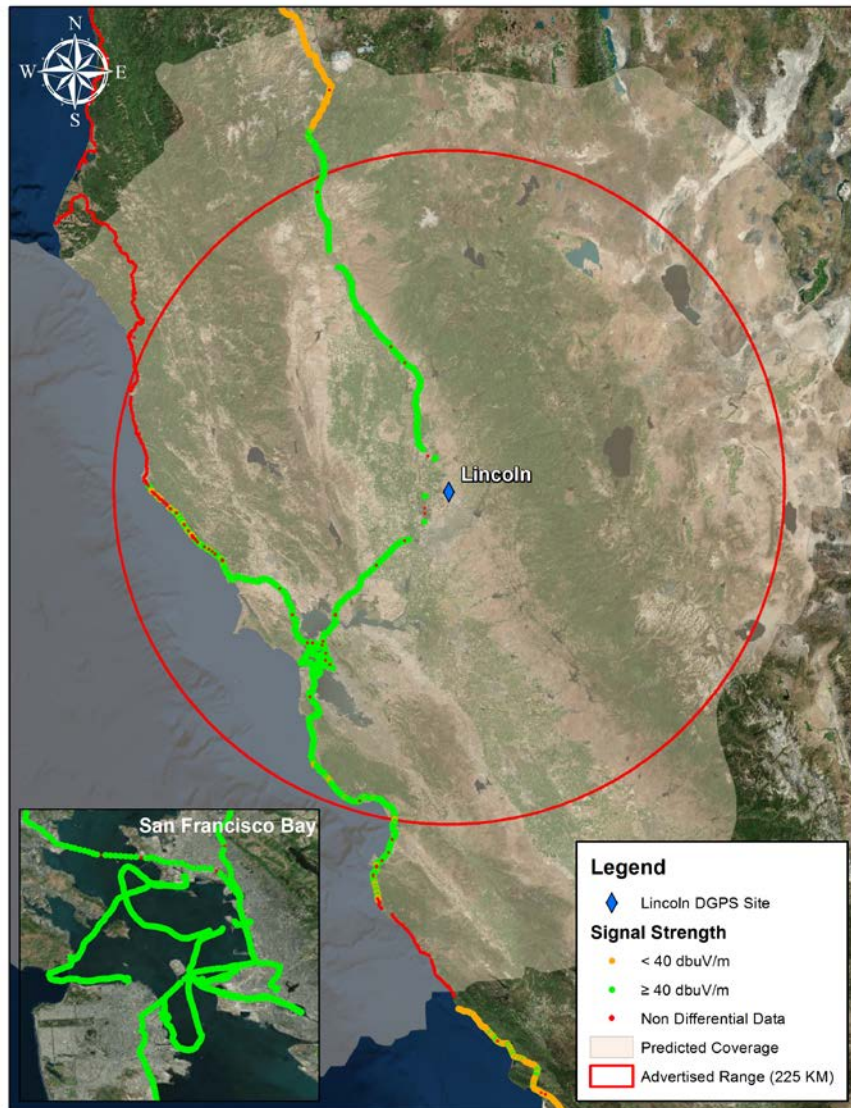 N
W E
S
Lincoln
San Francisco Bay
Legend
Lincoln DGPS Site
Signal Strength
< 40 dbuV/m
≥ 40 dbuV/m
Non Differential Data
Predicted Coverage
Advertised Range (225 KM)